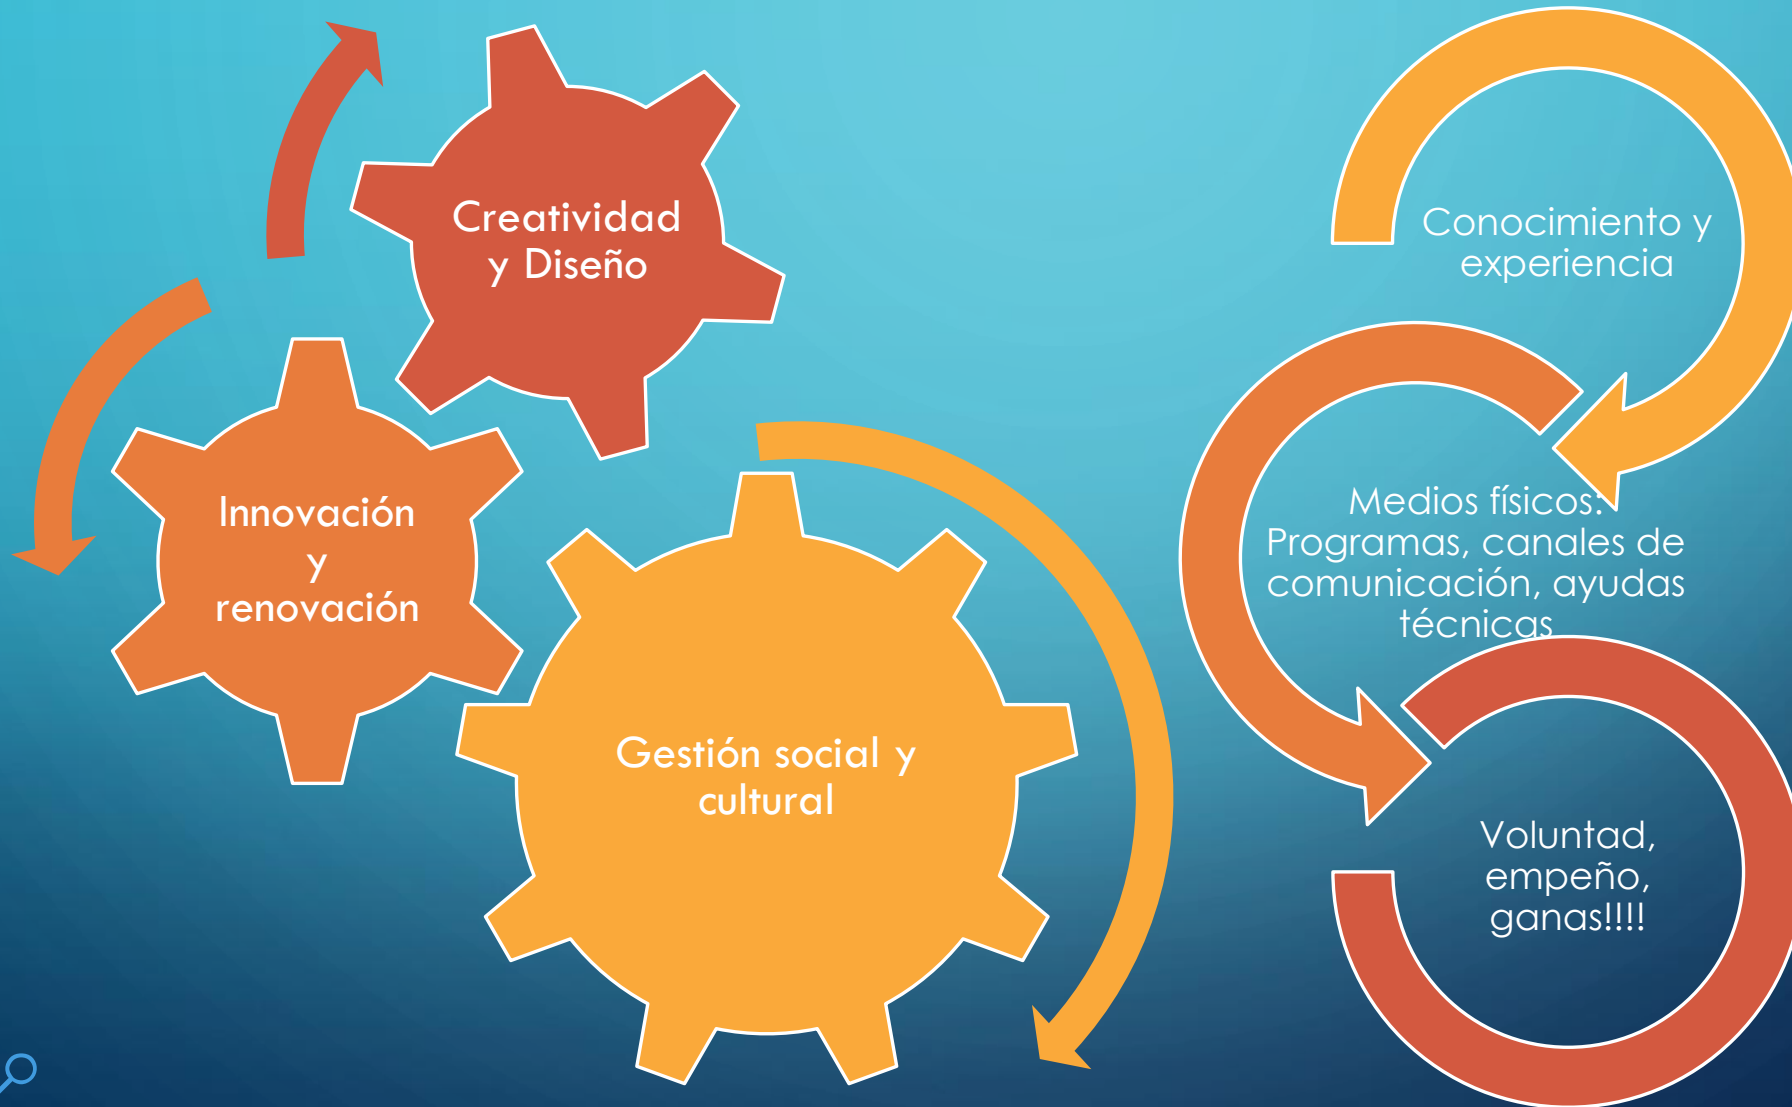 Creatividad
y Diseño
Innovación
y
renovación
Gestión social y
cultural
Conocimiento y
experiencia
Medios físicos:
Programas, canales de
comunicación, ayudas
técnicas
Voluntad,
empeño,
ganas!!!!